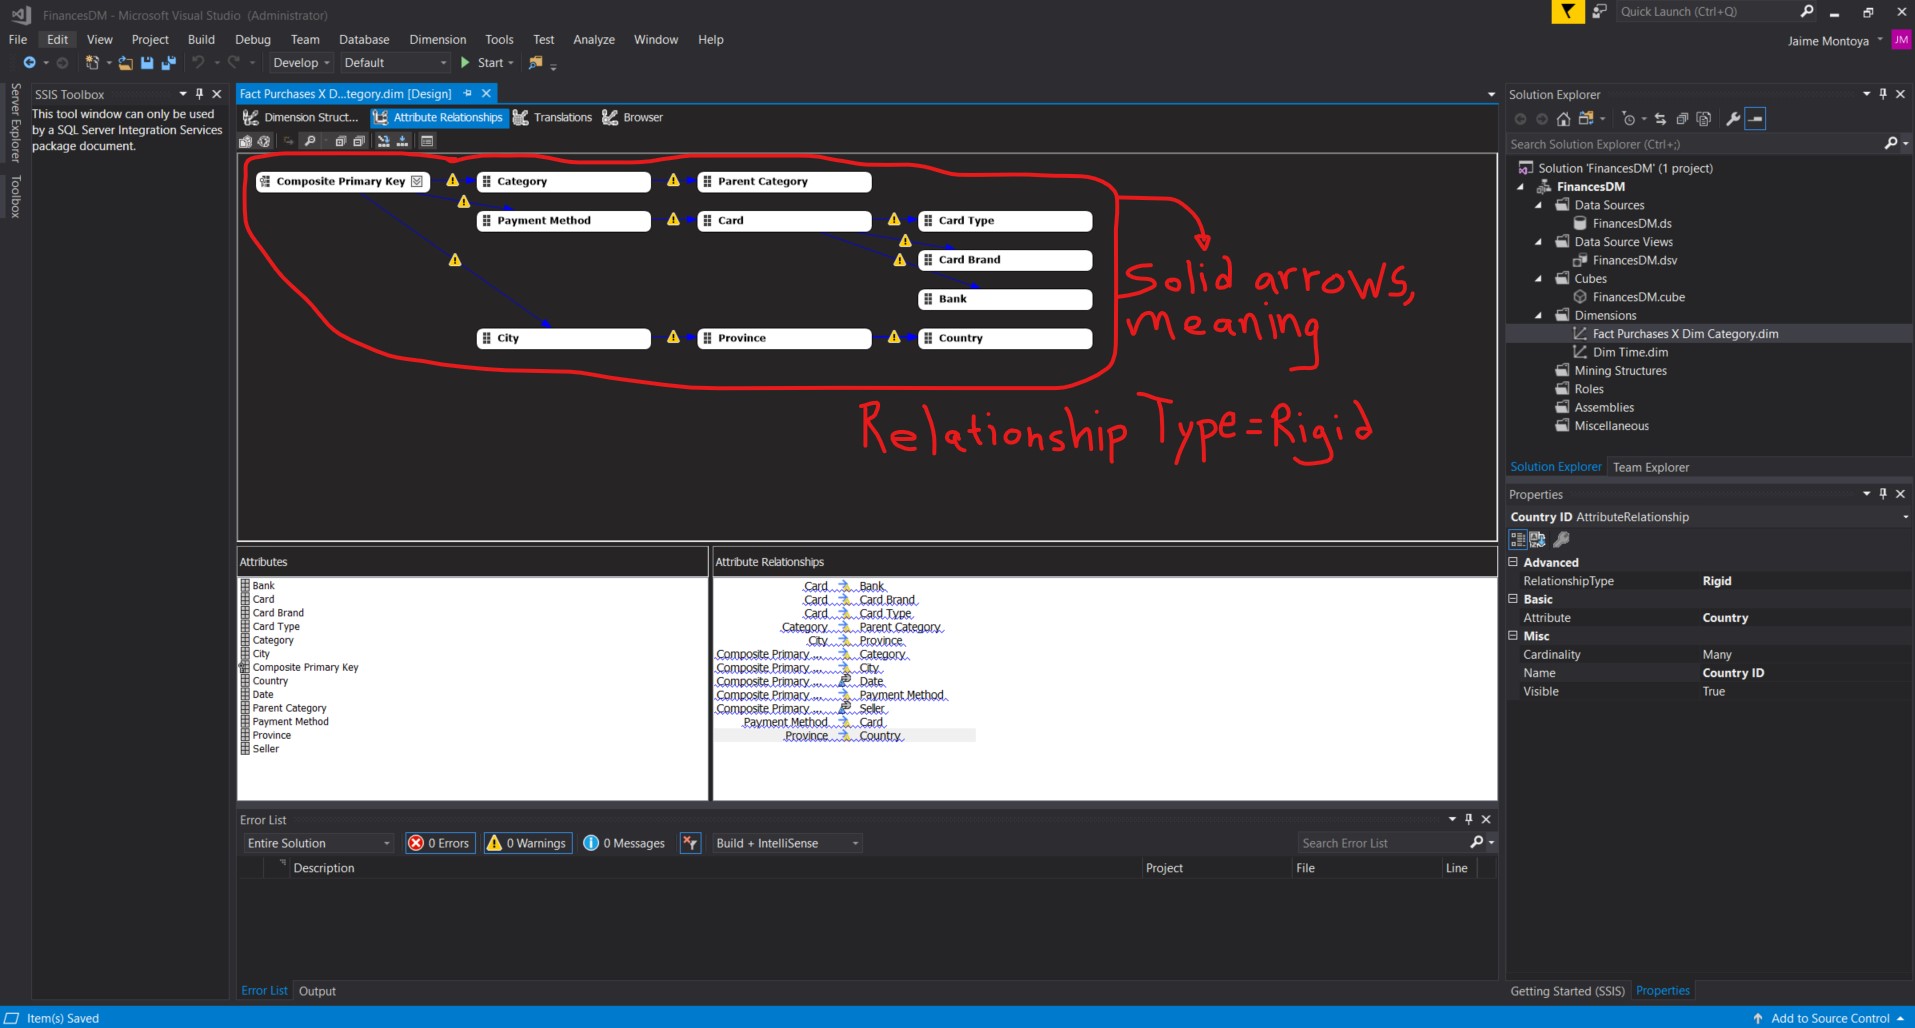 FinancesDM - Microsoft Visual Studio (Administrator)
Quick Launch (Ctrl+Q)
File Edit View Project Build Debug Team Database Dimension Tools Test Analyze Window Help
Jaime Montoya JM
Develop Default Start
Server Explorer
Toolbox
SSIS Toolbox
This tool window can only be used
by a SQL Server Integration Services
package document.
Fact Purchases X D...tegory.dim [Design]
Dimension Struct... Attribute Relationships Translations Browser
Composite Primary Key Category Parent Category
Payment Method Card Card Type
Card Brand
Bank
City Province Country
Solid arrows,
meaning
Relationship Type=Rigid
Attributes
Bank
Card
Card Brand
Card Type
Category
City
Composite Primary Key
Country
Date
Parent Category
Payment Method
Province
Seller
Attribute Relationships
Card Bank
Card Card Brand
Card Card Type
Category Parent Category
City Province
Composite Primary ... Category
Composite Primary ... City
Composite Primary ... Date
Composite Primary ... Payment Method
Composite Primary ... Seller
Payment Method Card
Province Country
Error List
Entire Solution 0 Errors 0 Warnings 0 Messages Build + IntelliSense Search Error List
Description Project File Line
Error List Output
Solution Explorer
Search Solution Explorer (Ctrl+;)
Solution 'FinancesDM' (1 project)
FinancesDM
Data Sources
FinancesDM.ds
Data Source Views
FinancesDM.dsv
Cubes
FinancesDM.cube
Dimensions
Fact Purchases X Dim Category.dim
Dim Time.dim
Mining Structures
Roles
Assemblies
Miscellaneous
Solution Explorer Team Explorer
Properties
Country ID AttributeRelationship
Advanced
RelationshipType Rigid
Basic
Attribute Country
Misc
Cardinality Many
Name Country ID
Visible True
Getting Started (SSIS) Properties
Item(s) Saved
Add to Source Control